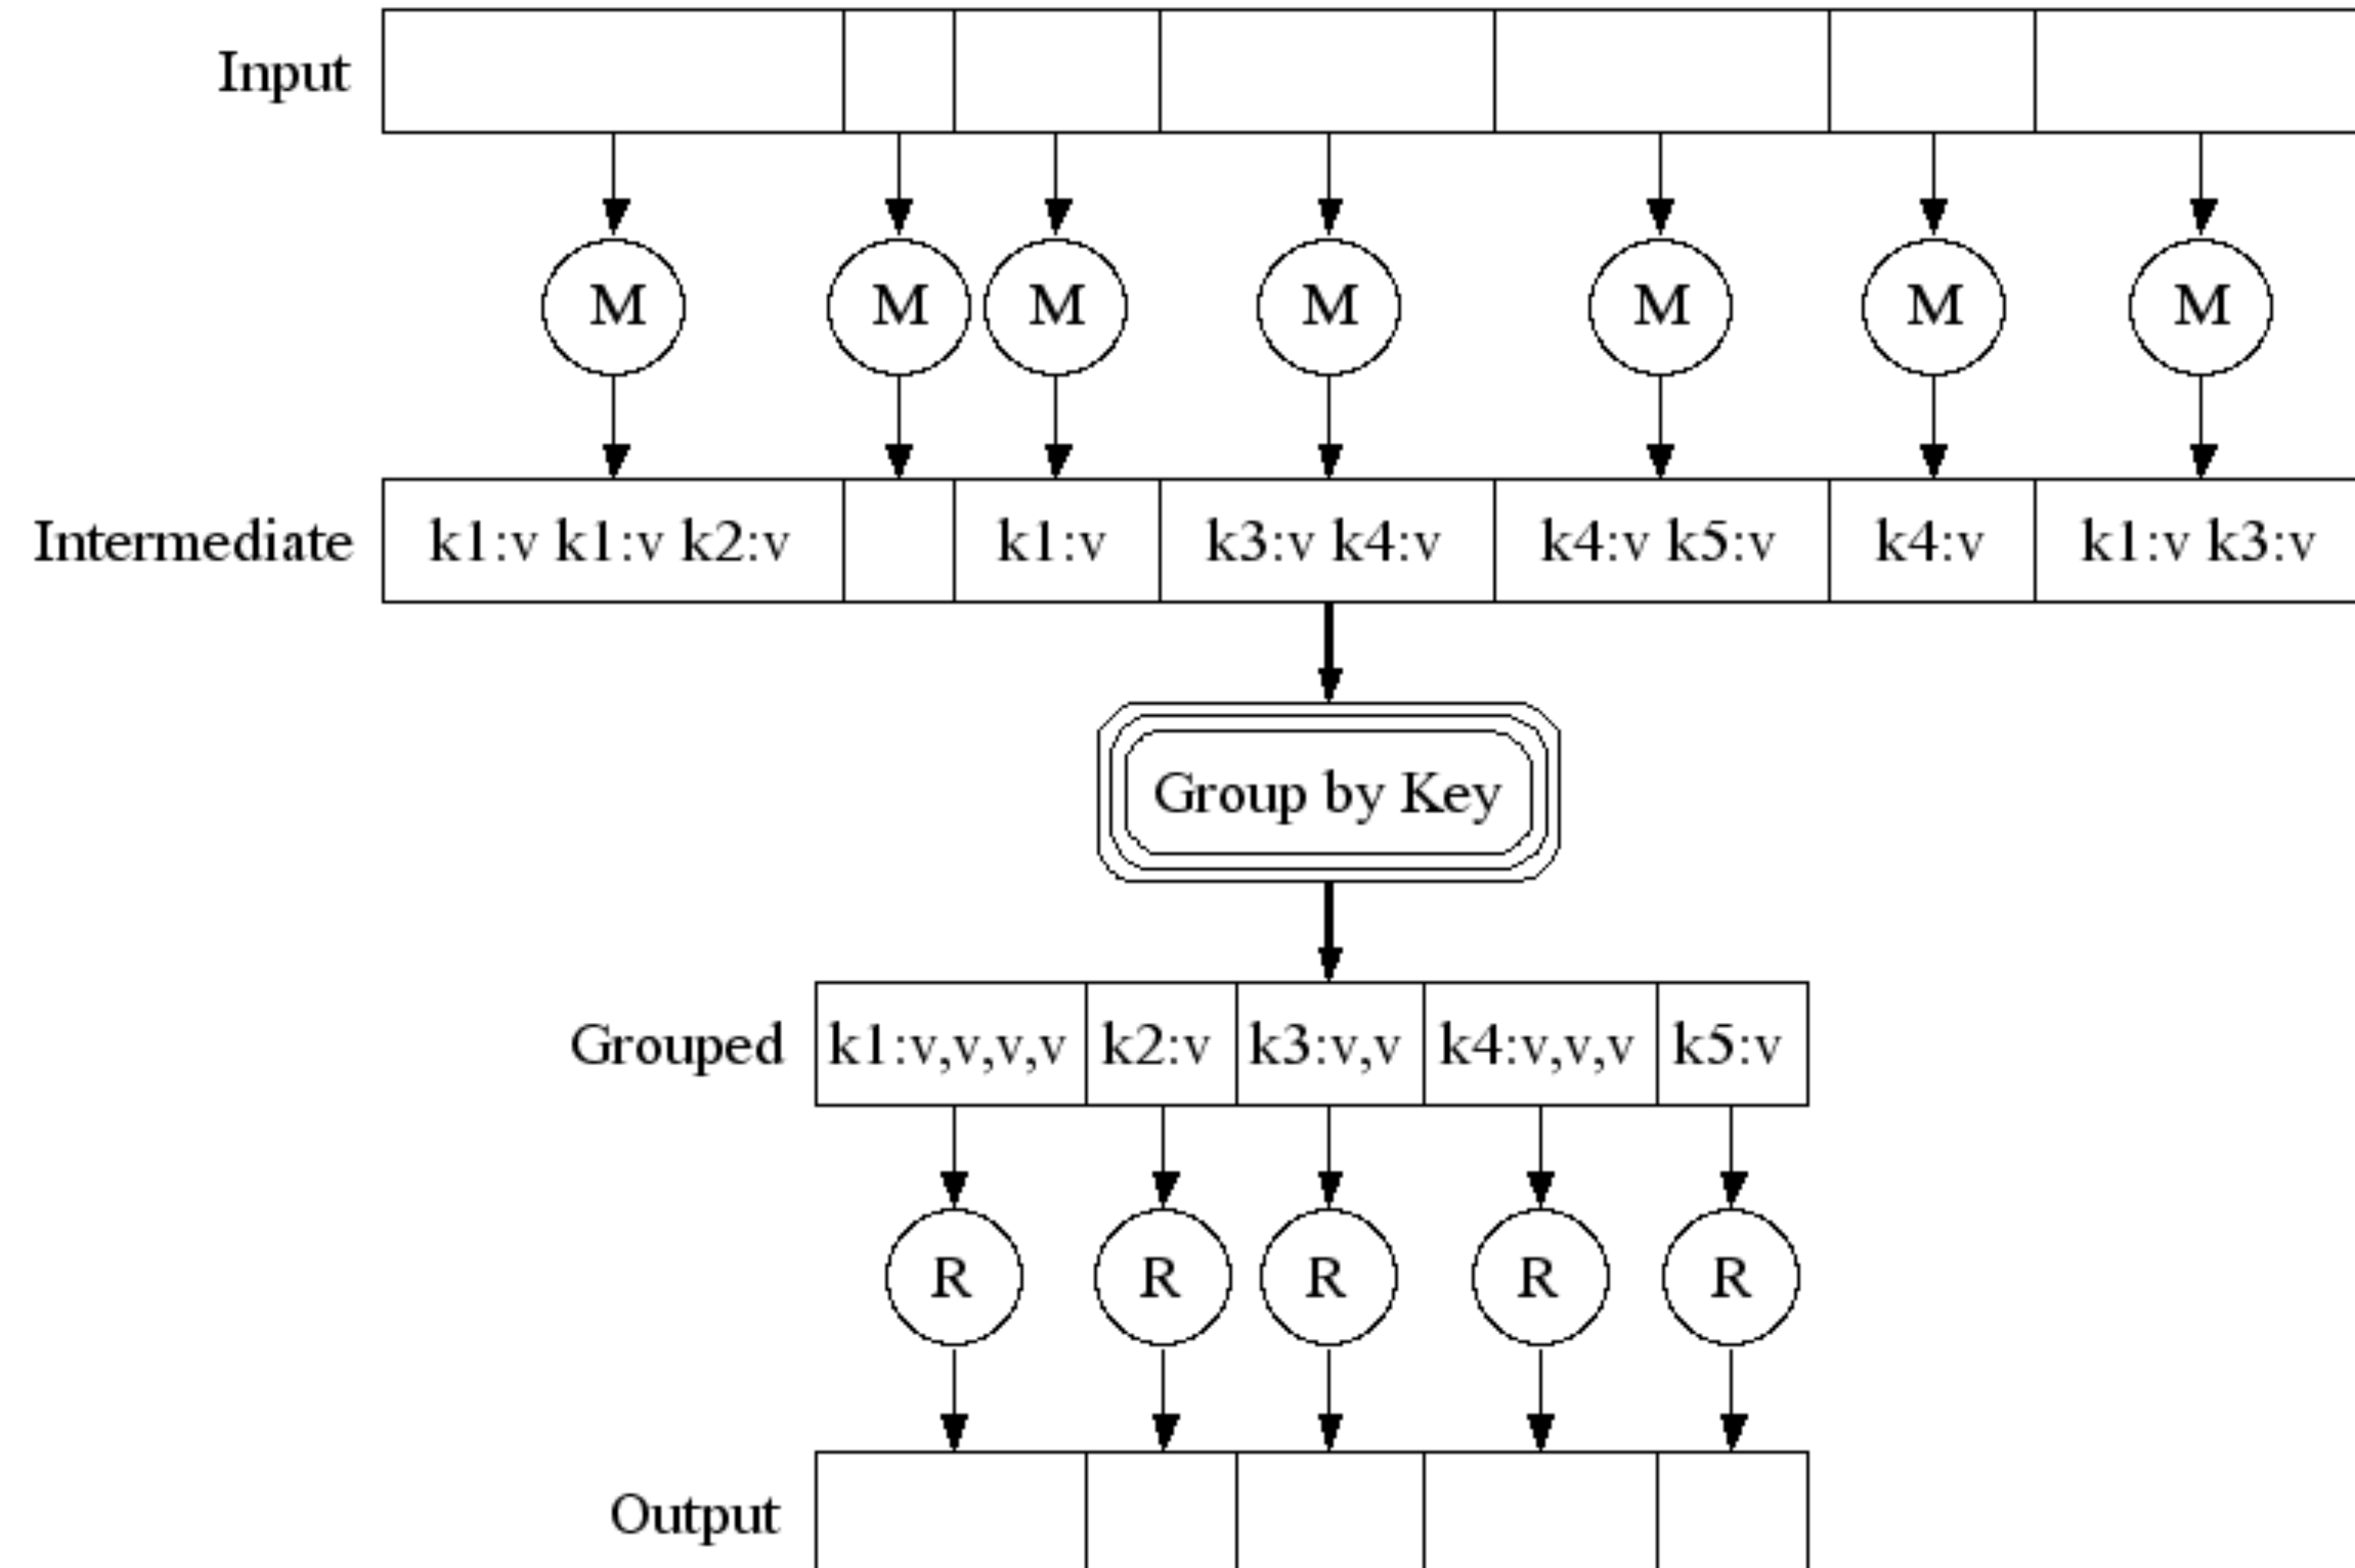 Input
M M M M M M M
Intermediate k1:v k1:v k2:v k1:v k3:v k4:v k4:v k5:v k4:v k1:v k3:v
Group by Key
Grouped k1:v,v,v,v k2:v k3:v,v k4:v,v,v k5:v
R R R R R
Output